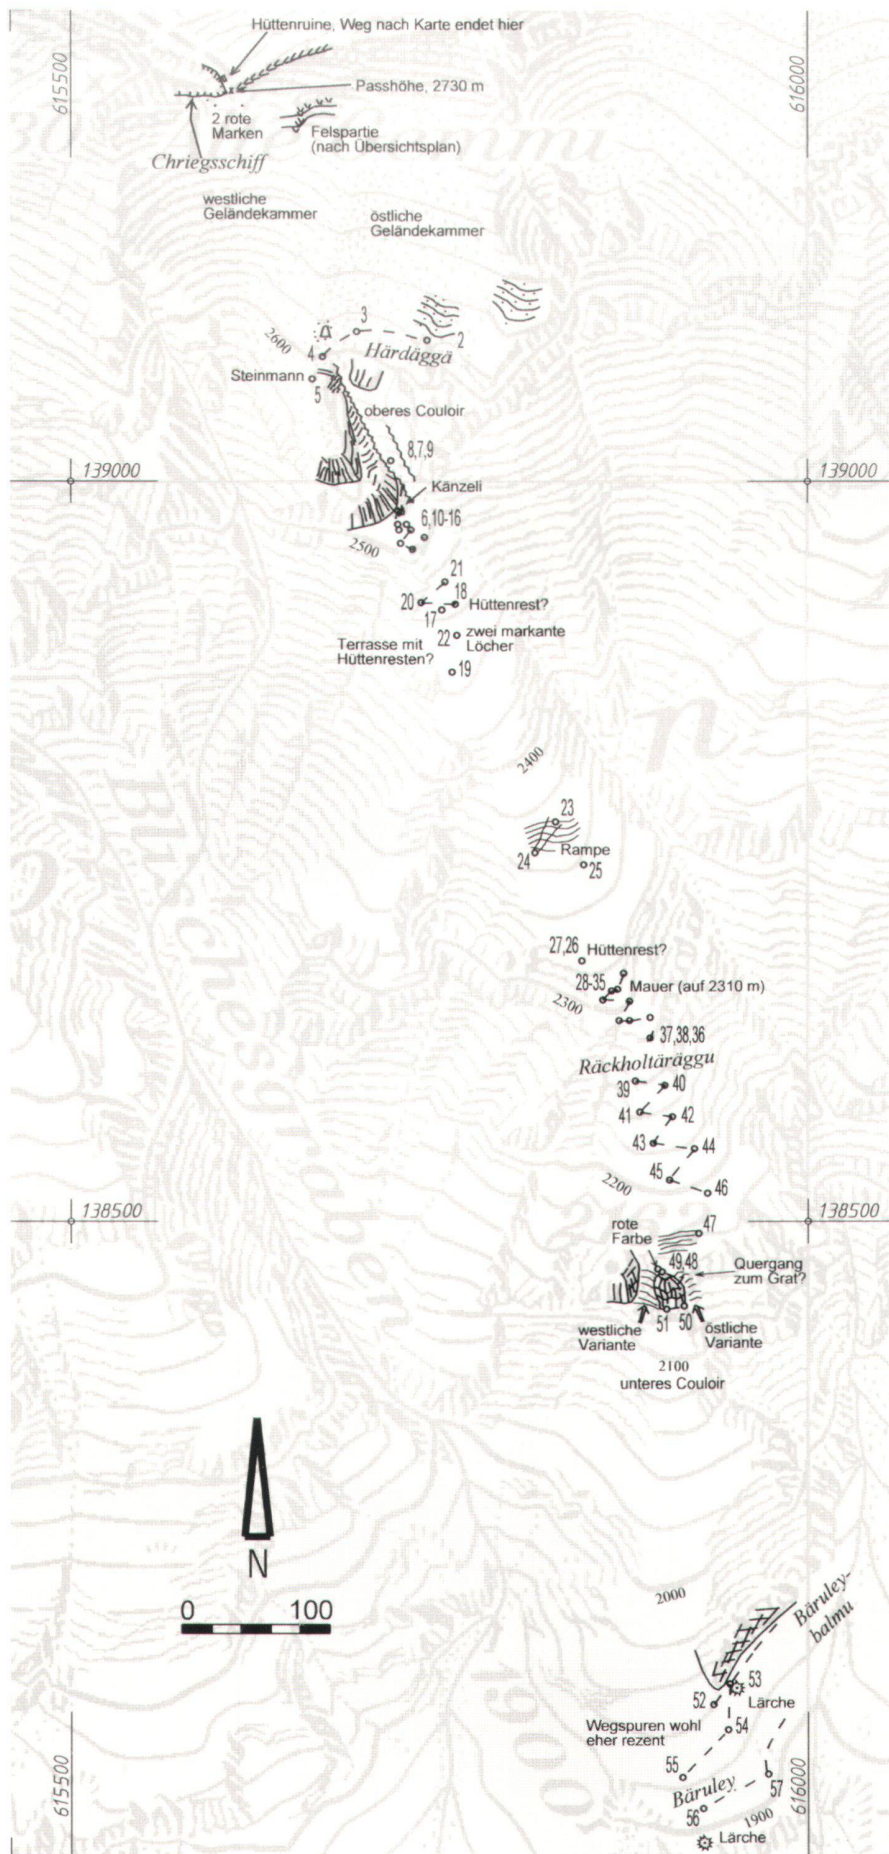 Hüttenruine, Weg nach Karte endet hier
615500
616000
Passhöhe, 2730 m
2 rote
Marken
Felspartie
(nach Übersichtsplan)
Chriegsschiff
westliche
Geländekammer
östliche
Geländekammer
3
2
2600
4
Härdäggä
Steinmann
5
oberes Couloir
8,7,9
139000
139000
Känzeli
6,10-16
2500
21
20
18
Hüttenrest?
17
22
zwei markante
Löcher
Terrasse mit
Hüttenresten?
19
n
2400
23
24
Rampe
25
27,26
Hüttenrest?
28-35
Mauer (auf 2310 m)
2300
37,38,36
Räckholtäräggu
39
40
41
42
43
44
45
2200
46
138500
138500
47
rote
Farbe
49,48
Quergang
zum Grat?
51
50
westliche
Variante
östliche
Variante
2100
unteres Couloir
N
0
100
2000
Bäruley-
balmu
53
52
Lärche
54
Wegspuren wohl
eher rezent
1900
55
57
Bäruley
56
1900
Lärche
615500
616000